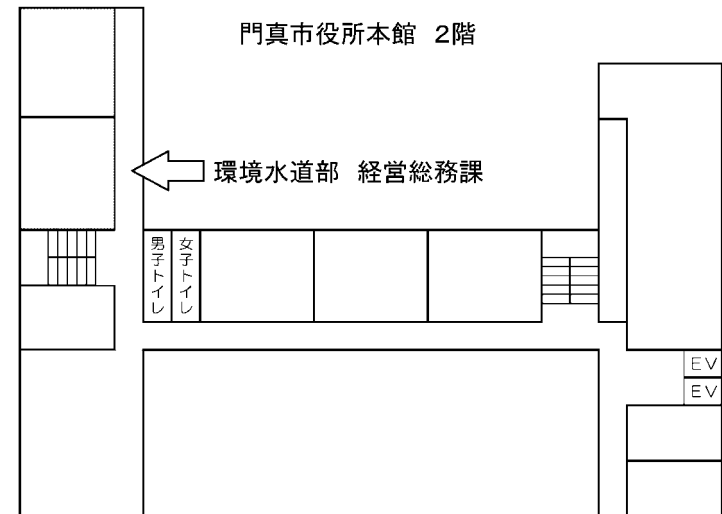 門真市役所本館 2階
環境水道部 経営総務課
男子トイレ
女子トイレ
EV
EV